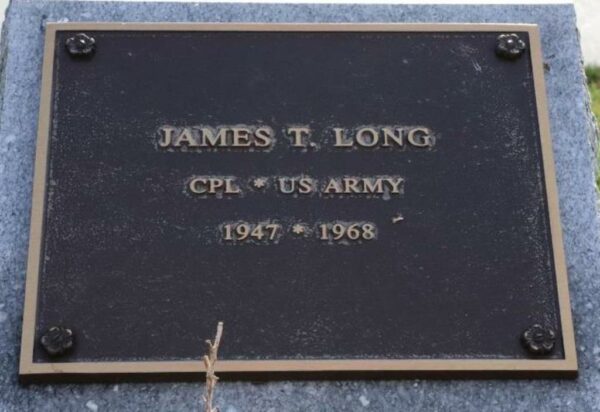 JAMES T. LONG
CPL * US ARMY
1947 * 1968